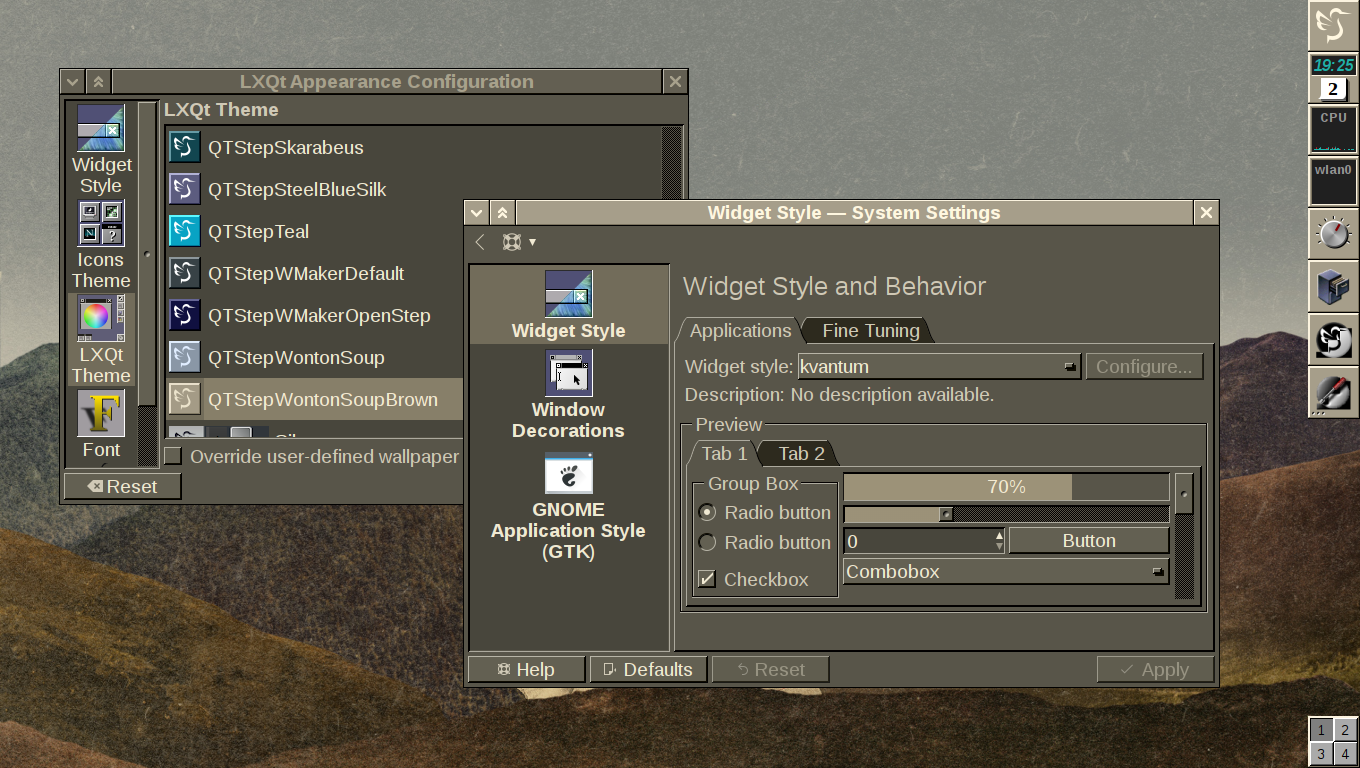 LXQt Appearance Configuration
Widget
Style
Icons
Theme
LXQt
Theme
Font
Reset
LXQt Theme
QTStepSkarabeus
QTStepSteelBlueSilk
QTStepTeal
QTStepWMakerDefault
QTStepWMakerOpenStep
QTStepWontonSoup
QTStepWontonSoupBrown
Override user-defined wallpaper
Widget Style — System Settings
Widget Style
Window
Decorations
GNOME
Application Style
(GTK)
Widget Style and Behavior
Applications
Fine Tuning
Widget style: kvantum
Configure...
Description: No description available.
Preview
Tab 1
Tab 2
Group Box
Radio button
Radio button
Checkbox
70%
0
Button
Combobox
Help
Defaults
Reset
Apply
19:25
2
CPU
wlan0
1 2
3 4